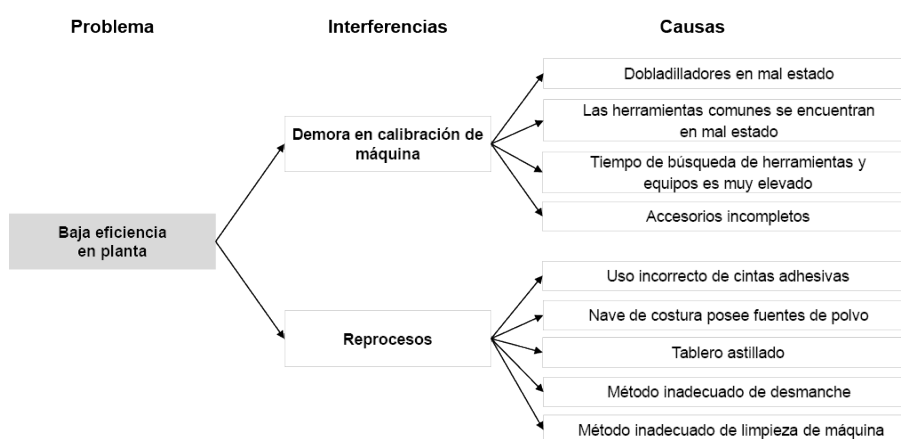 Problema
Interferencias
Causas
Baja eficiencia
en planta
Demora en calibración de
máquina
Reprocesos
Dobladilladores en mal estado
Las herramientas comunes se encuentran
en mal estado
Tiempo de búsqueda de herramientas y
equipos es muy elevado
Accesorios incompletos
Uso incorrecto de cintas adhesivas
Nave de costura posee fuentes de polvo
Tablero astillado
Método inadecuado de desmanche
Método inadecuado de limpieza de máquina